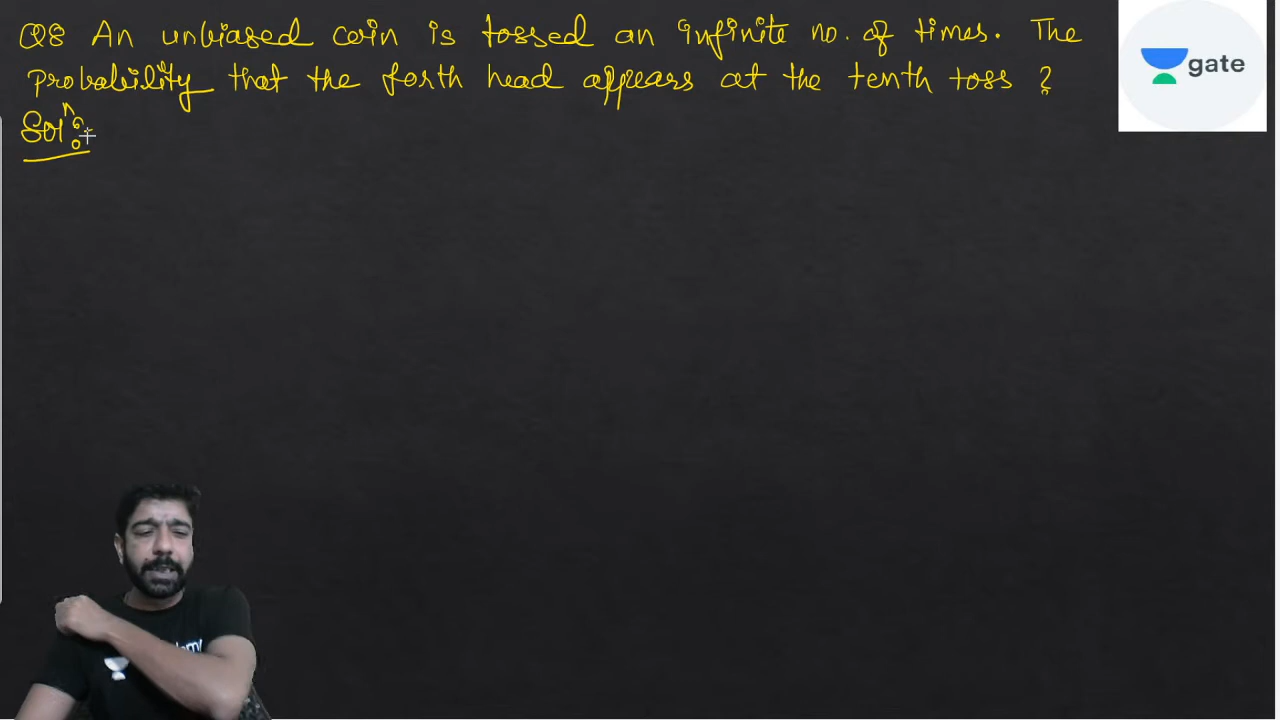 Q8 An unbiased coin is tossed an infinite no. of times. The
probability that the forth head appears at the tenth toss ?
Solⁿ:
gate